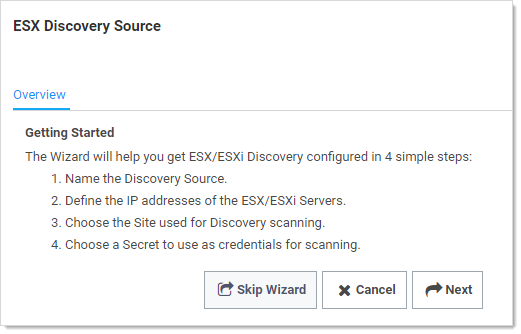 ESX Discovery Source
Overview
Getting Started
The Wizard will help you get ESX/ESXi Discovery configured in 4 simple steps:
1. Name the Discovery Source.
2. Define the IP addresses of the ESX/ESXi Servers.
3. Choose the Site used for Discovery scanning.
4. Choose a Secret to use as credentials for scanning.
Skip Wizard Cancel Next